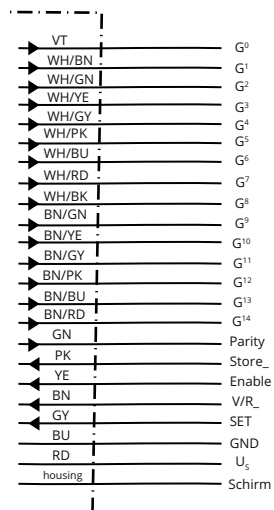 VT G⁰
WH/BN G¹
WH/GN G²
WH/YE G³
WH/GY G⁴
WH/PK G⁵
WH/BU G⁶
WH/RD G⁷
WH/BK G⁸
BN/GN G⁹
BN/YE G¹⁰
BN/GY G¹¹
BN/PK G¹²
BN/BU G¹³
BN/RD G¹⁴
GN Parity
PK Store_
YE Enable
BN V/R_
GY SET
BU GND
RD Uₛ
housing Schirm